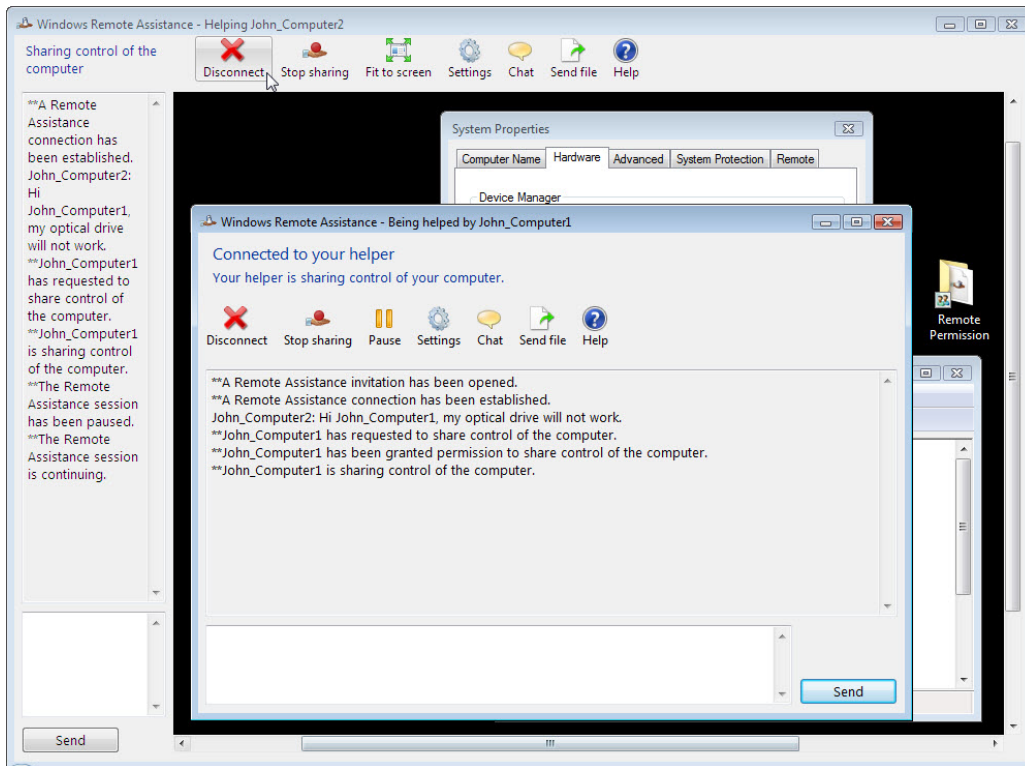 Windows Remote Assistance - Helping John_Computer2
Sharing control of the
computer
Disconnect
Stop sharing
Fit to screen
Settings
Chat
Send file
Help
**A Remote
Assistance
connection has
been established.
John_Computer2:
Hi
John_Computer1,
my optical drive
will not work.
**John_Computer1
has requested to
share control of
the computer.
**John_Computer1
is sharing control
of the computer.
**The Remote
Assistance session
has been paused.
**The Remote
Assistance session
is continuing.
Send
System Properties
Computer Name
Hardware
Advanced
System Protection
Remote
Device Manager
Windows Remote Assistance - Being helped by John_Computer1
Connected to your helper
Your helper is sharing control of your computer.
Disconnect
Stop sharing
Pause
Settings
Chat
Send file
Help
**A Remote Assistance invitation has been opened.
**A Remote Assistance connection has been established.
John_Computer2: Hi John_Computer1, my optical drive will not work.
**John_Computer1 has requested to share control of the computer.
**John_Computer1 has been granted permission to share control of the computer.
**John_Computer1 is sharing control of the computer.
Send
Remote
Permission